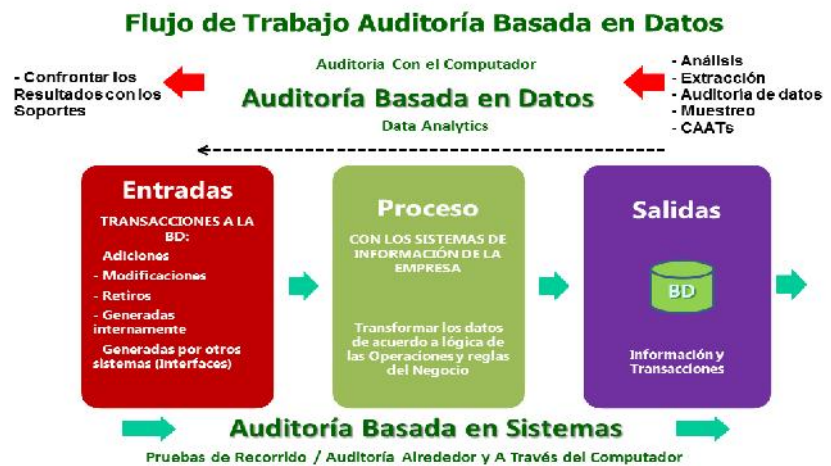 Flujo de Trabajo Auditoría Basada en Datos
Auditoria Con el Computador
- Confrontar los
Resultados con los
Soportes
Auditoría Basada en Datos
Data Analytics
- Análisis
- Extracción
- Auditoria de datos
- Muestreo
- CAATs
Entradas
TRANSACCIONES A LA
BD:
Adiciones
- Modificaciones
- Retiros
- Generadas
internamente
Generadas por otros
sistemas (Interfaces)
Proceso
CON LOS SISTEMAS DE
INFORMACIÓN DE LA
EMPRESA
Transformar los datos
de acuerdo a lógica de
las Operaciones y reglas
del Negocio
Salidas
BD
Información y
Transacciones
Auditoría Basada en Sistemas
Pruebas de Recorrido / Auditoría Alrededor y A Través del Computador